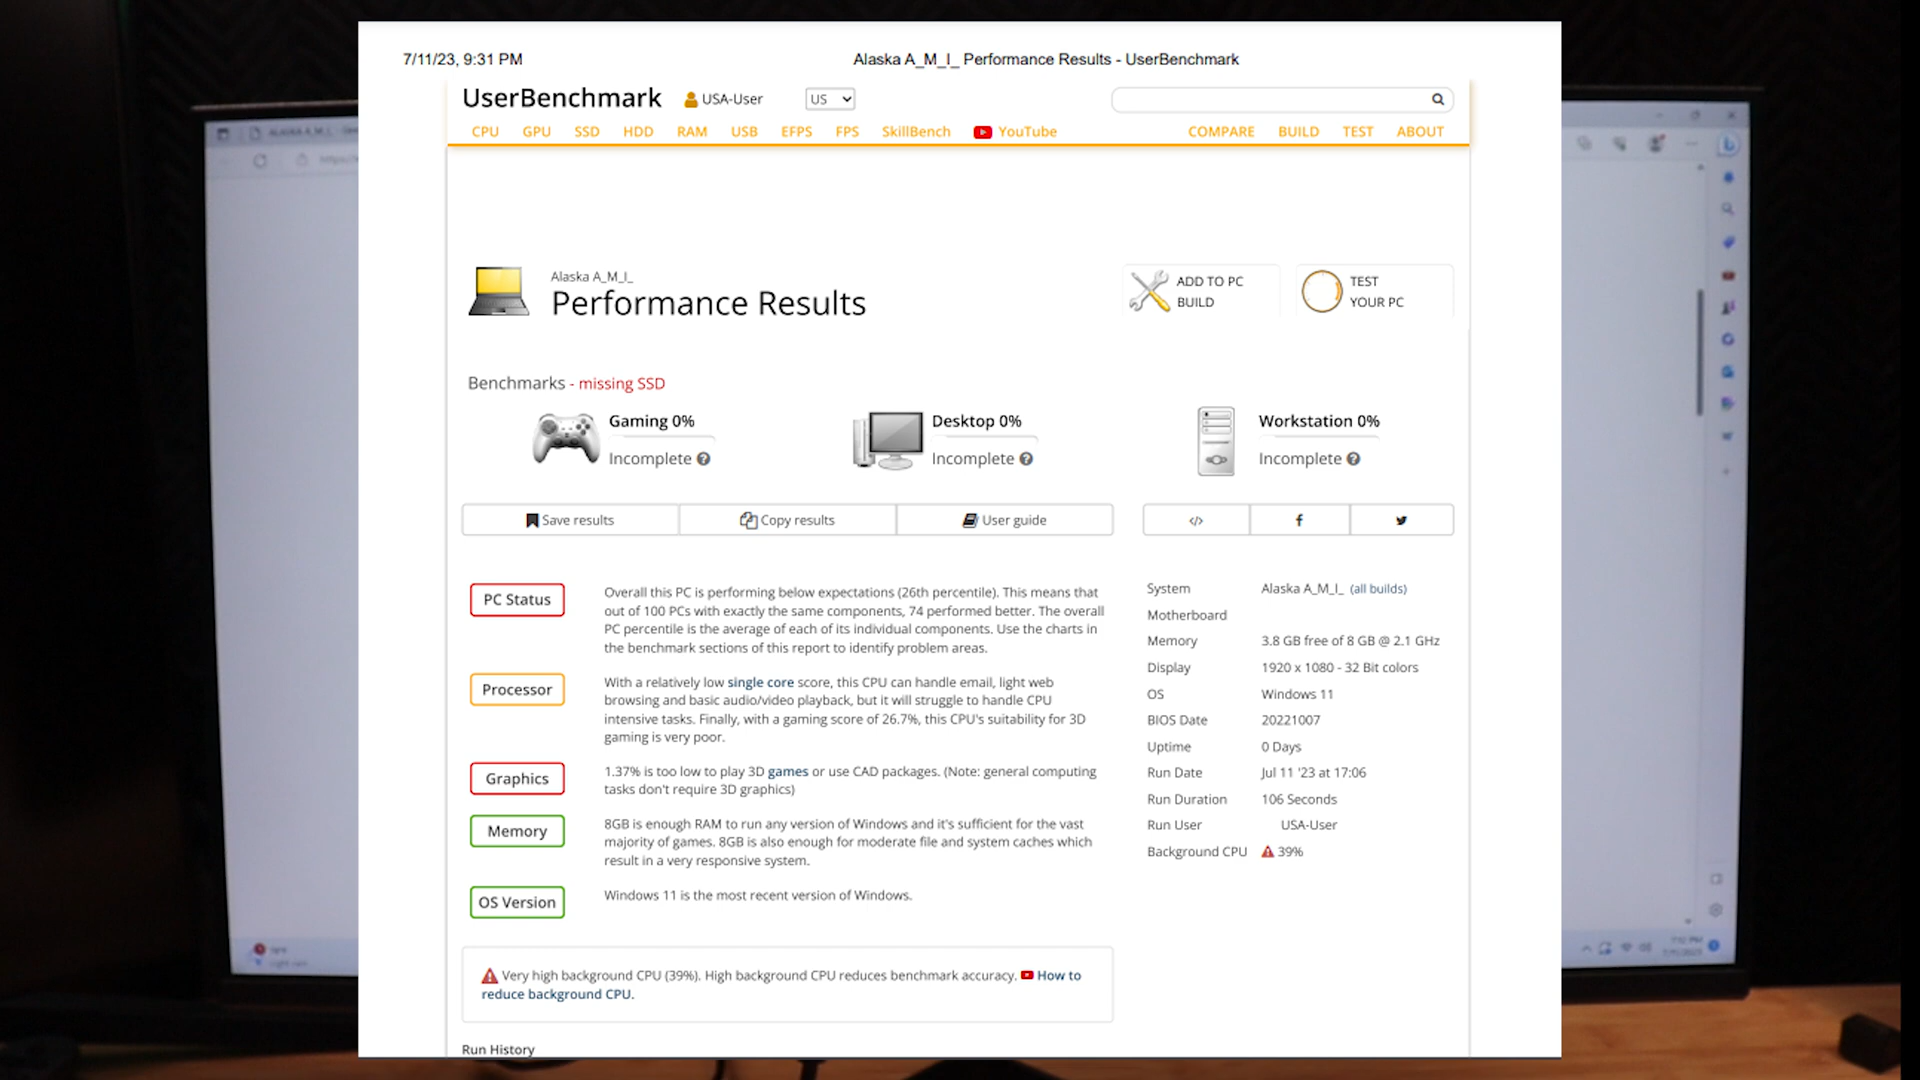 7/11/23, 9:31 PM
Alaska A_M_I_ Performance Results - UserBenchmark
UserBenchmark
USA-User
US
CPU GPU SSD HDD RAM USB EFPS FPS SkillBench YouTube
COMPARE BUILD TEST ABOUT
Alaska A_M_I_
Performance Results
ADD TO PC
BUILD
TEST
YOUR PC
Benchmarks - missing SSD
Gaming 0%
Incomplete
Desktop 0%
Incomplete
Workstation 0%
Incomplete
Save results
Copy results
User guide
PC Status
Overall this PC is performing below expectations (26th percentile). This means that
out of 100 PCs with exactly the same components, 74 performed better. The overall
PC percentile is the average of each of its individual components. Use the charts in
the benchmark sections of this report to identify problem areas.
Processor
With a relatively low single core score, this CPU can handle email, light web
browsing and basic audio/video playback, but it will struggle to handle CPU
intensive tasks. Finally, with a gaming score of 26.7%, this CPU's suitability for 3D
gaming is very poor.
Graphics
1.37% is too low to play 3D games or use CAD packages. (Note: general computing
tasks don't require 3D graphics)
Memory
8GB is enough RAM to run any version of Windows and it's sufficient for the vast
majority of games. 8GB is also enough for moderate file and system caches which
result in a very responsive system.
OS Version
Windows 11 is the most recent version of Windows.
System Alaska A_M_I_ (all builds)
Motherboard
Memory 3.8 GB free of 8 GB @ 2.1 GHz
Display 1920 x 1080 - 32 Bit colors
OS Windows 11
BIOS Date 20221007
Uptime 0 Days
Run Date Jul 11 '23 at 17:06
Run Duration 106 Seconds
Run User USA-User
Background CPU 39%
Very high background CPU (39%). High background CPU reduces benchmark accuracy. How to
reduce background CPU.
Run History